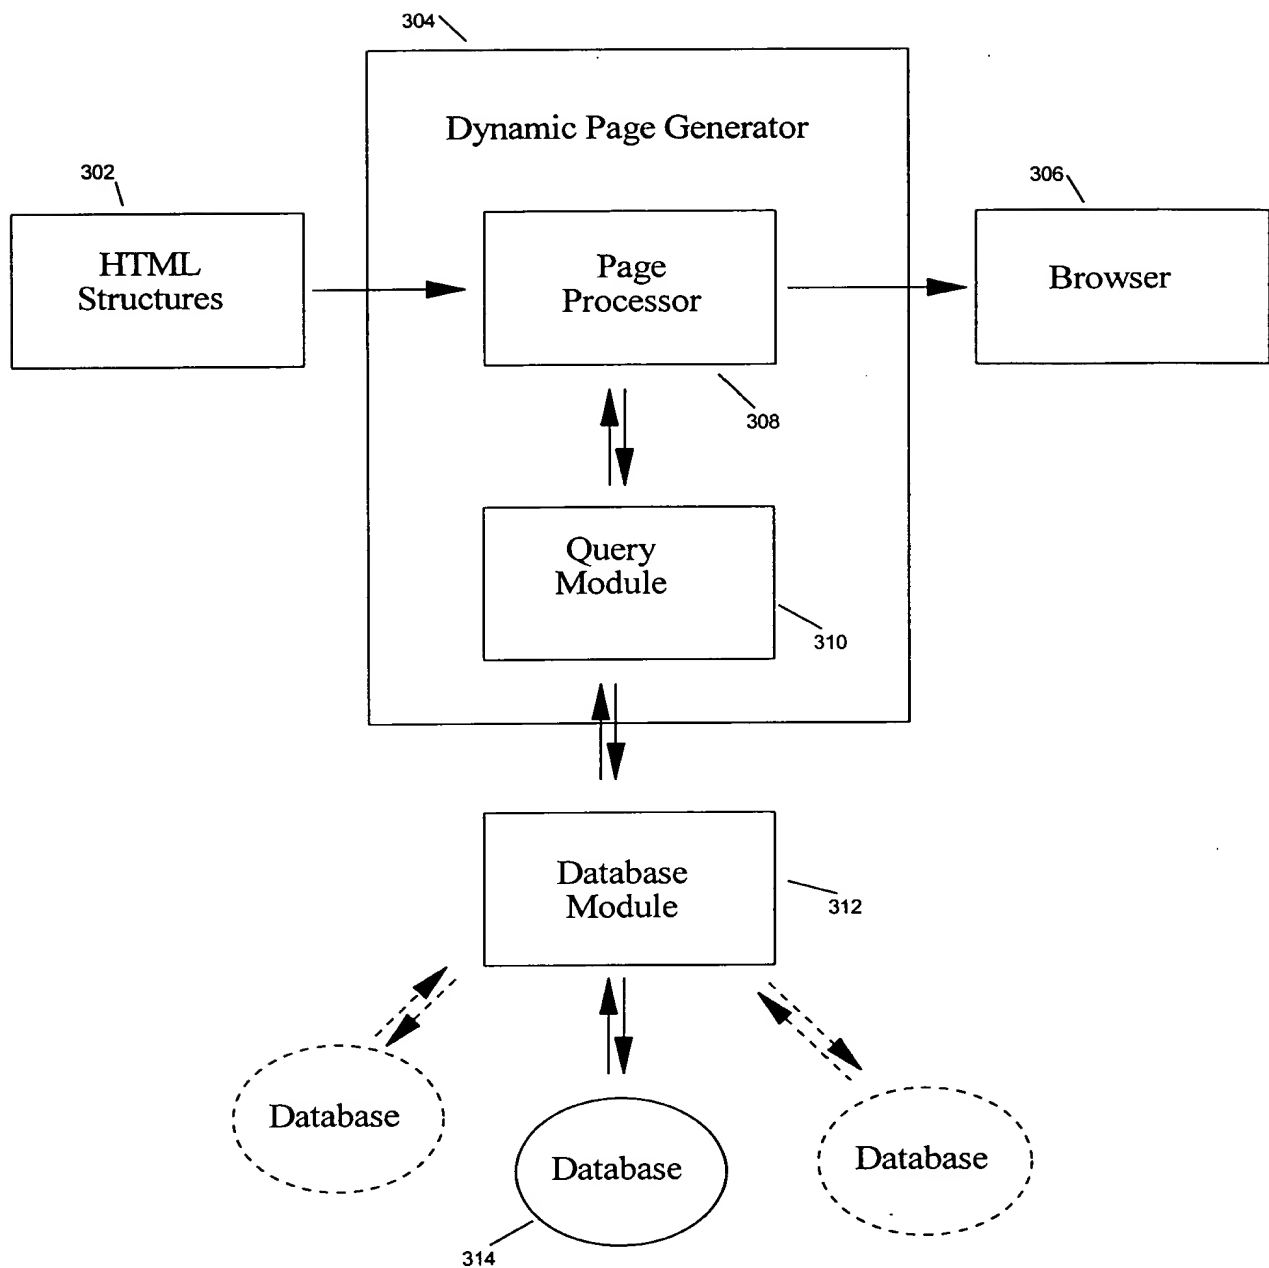 304
Dynamic Page Generator
302
306
HTML
Structures
Page
Processor
Browser
308
Query
Module
310
Database
Module
312
Database
Database
Database
314